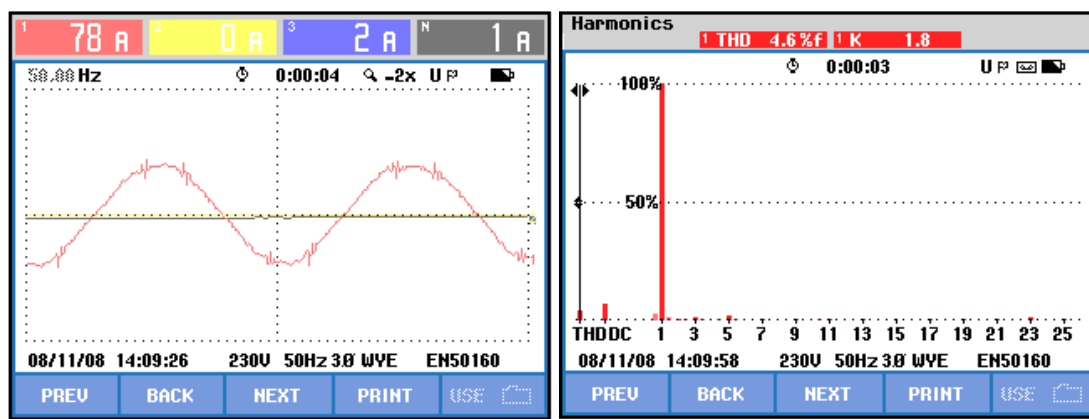 1 78 A 2 0 A 3 2 A N 1 A
50.00 Hz 0:00:04 -2x U
08/11/08 14:09:26 230V 50Hz 3.0 WYE EN50160
PREV BACK NEXT PRINT USE
Harmonics
1 THD 4.6%f 1 K 1.8
0:00:03 U
100%
50%
THD DC 1 3 5 7 9 11 13 15 17 19 21 23 25
08/11/08 14:09:58 230V 50Hz 3.0 WYE EN50160
PREV BACK NEXT PRINT USE